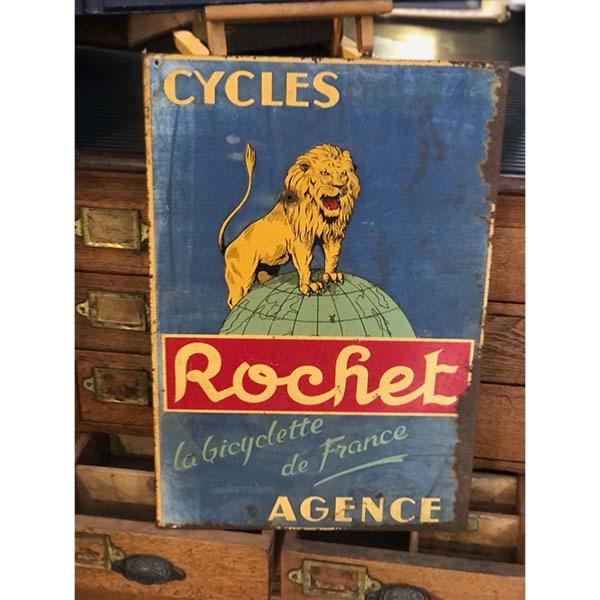 CYCLES
Rochet
la bicyclette
de France
AGENCE